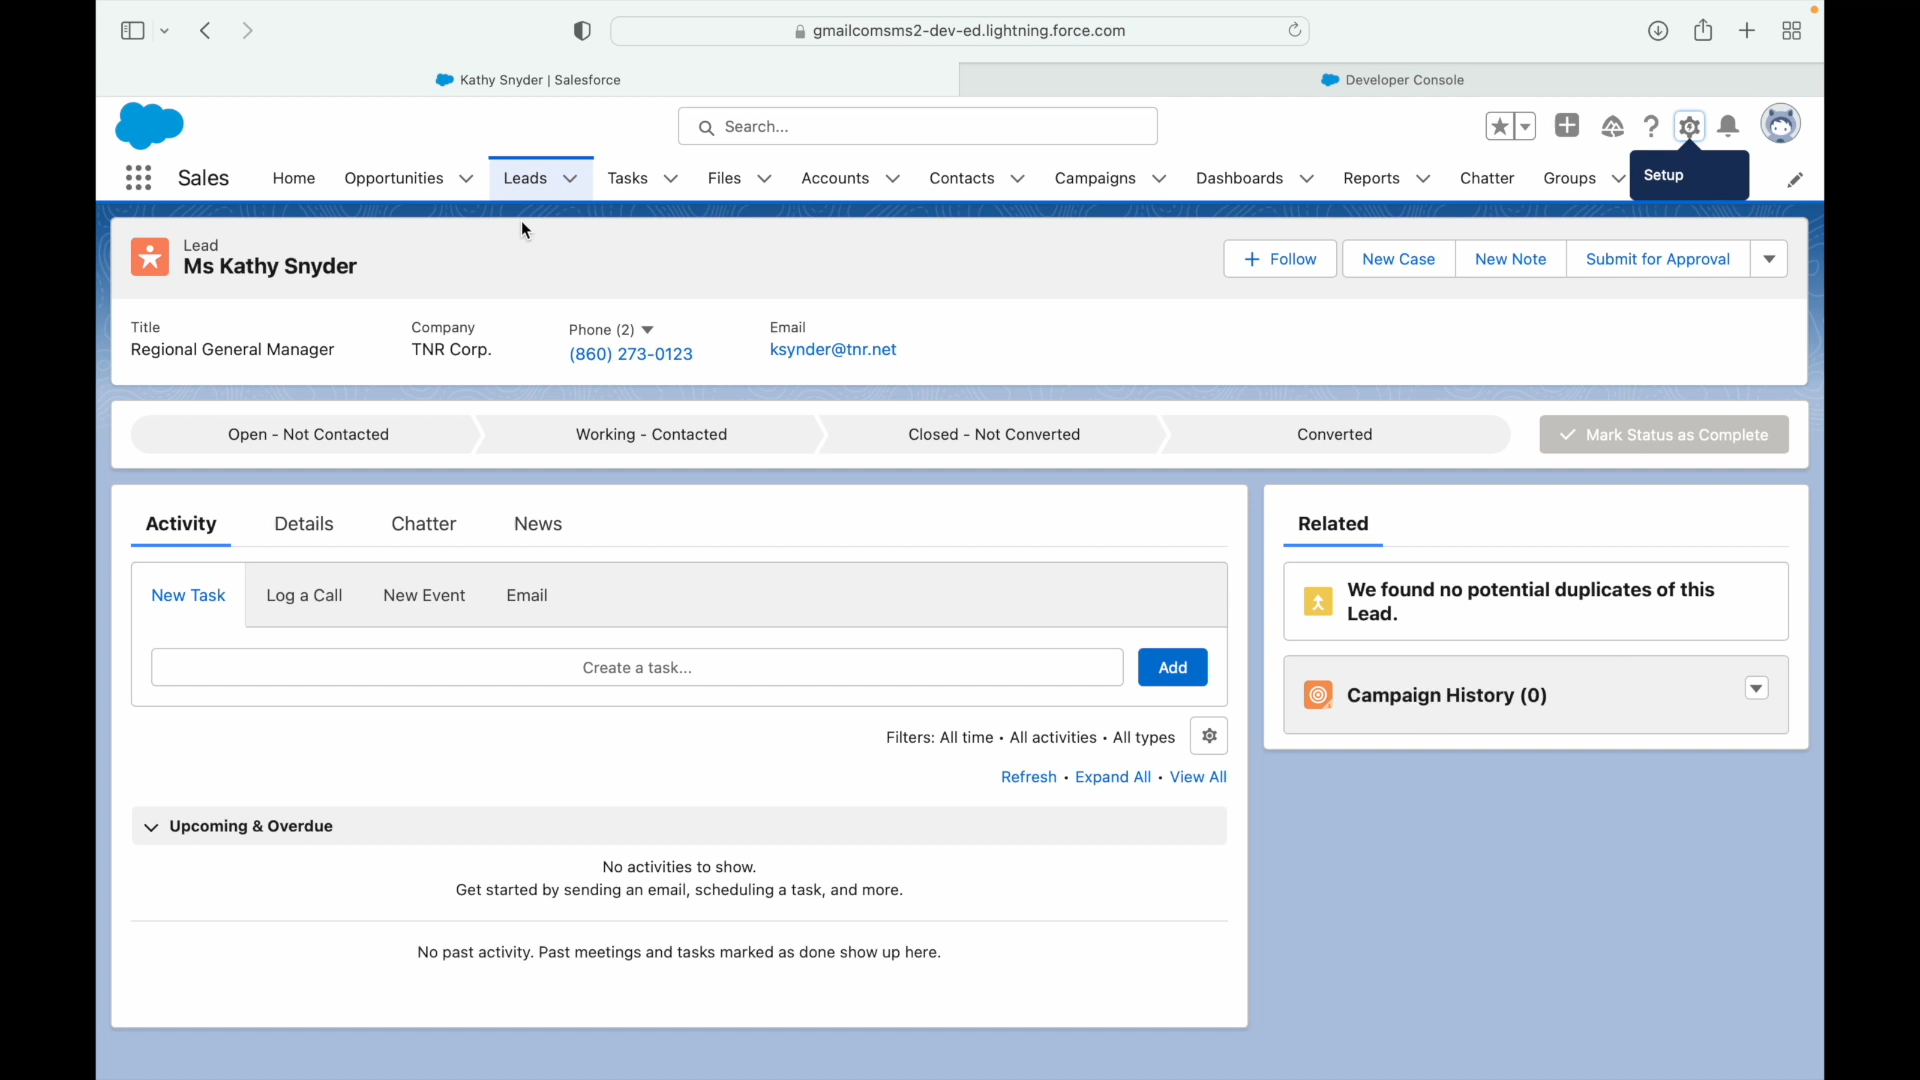 gmailcomsms2-dev-ed.lightning.force.com
Kathy Snyder | Salesforce
Developer Console
Search...
Sales
Home
Opportunities
Leads
Tasks
Files
Accounts
Contacts
Campaigns
Dashboards
Reports
Chatter
Groups
Setup
Lead
Ms Kathy Snyder
Follow
New Case
New Note
Submit for Approval
Title
Regional General Manager
Company
TNR Corp.
Phone (2)
(860) 273-0123
Email
ksynder@tnr.net
Open - Not Contacted
Working - Contacted
Closed - Not Converted
Converted
Mark Status as Complete
Activity
Details
Chatter
News
New Task
Log a Call
New Event
Email
Create a task...
Add
Filters: All time • All activities • All types
Refresh • Expand All • View All
Upcoming & Overdue
No activities to show.
Get started by sending an email, scheduling a task, and more.
No past activity. Past meetings and tasks marked as done show up here.
Related
We found no potential duplicates of this
Lead.
Campaign History (0)